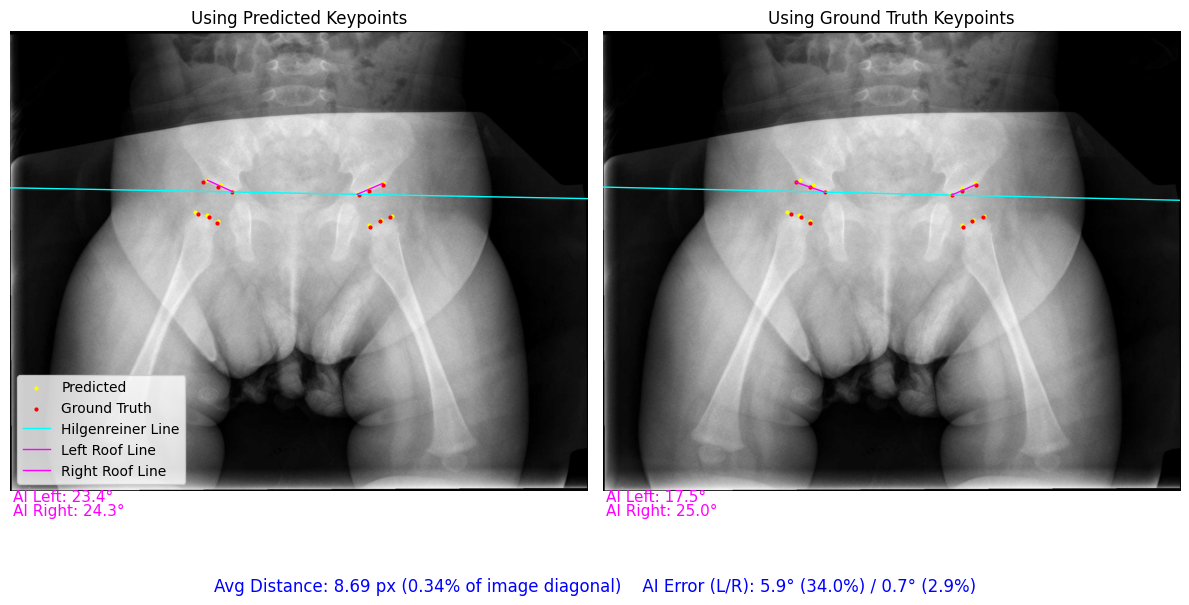 Using Predicted Keypoints
Using Ground Truth Keypoints
Predicted
Ground Truth
Hilgenreiner Line
Left Roof Line
Right Roof Line
AI Left: 23.4°
AI Right: 24.3°
AI Left: 17.5°
AI Right: 25.0°
Avg Distance: 8.69 px (0.34% of image diagonal)    AI Error (L/R): 5.9° (34.0%) / 0.7° (2.9%)